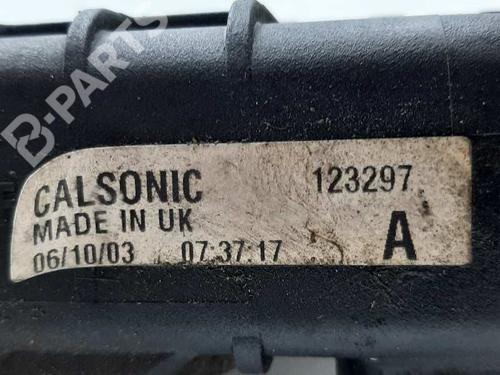 B-PARTS
CALSONIC 123297
MADE IN UK
06/10/03 07:37:17 A